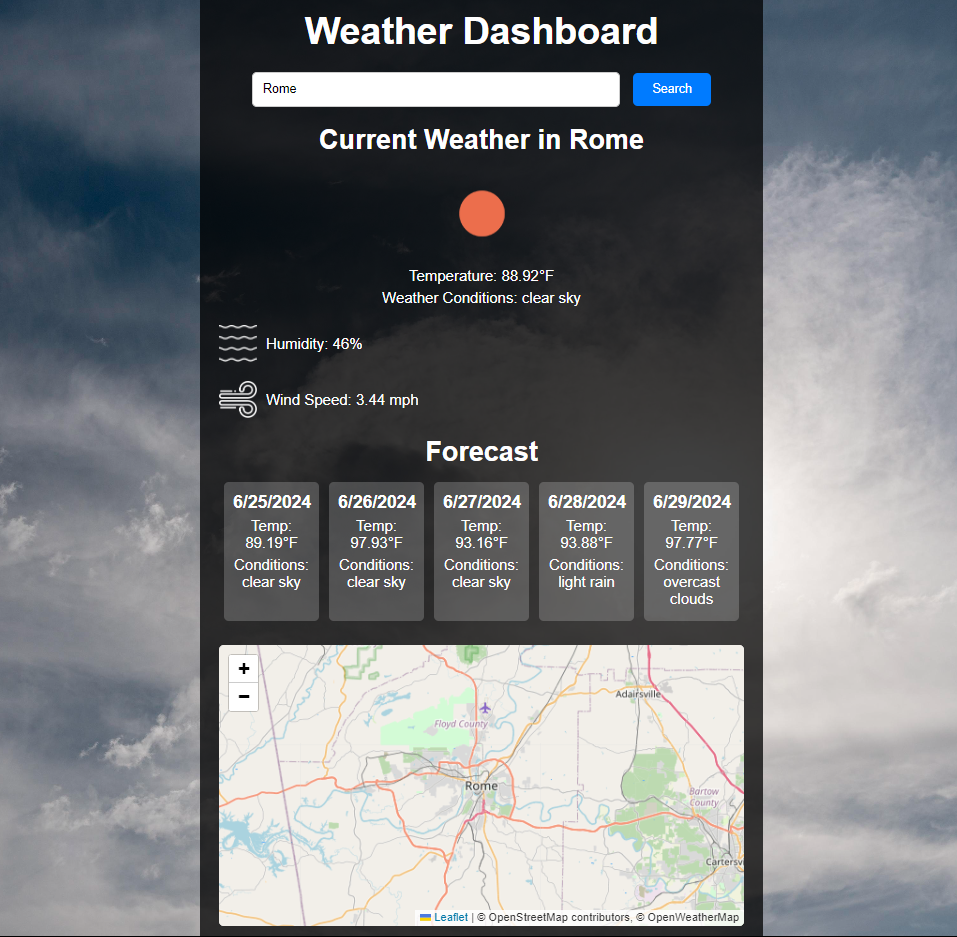 Weather Dashboard
Rome
Search
Current Weather in Rome
Temperature: 88.92°F
Weather Conditions: clear sky
Humidity: 46%
Wind Speed: 3.44 mph
Forecast
6/25/2024
Temp:
89.19°F
Conditions:
clear sky
6/26/2024
Temp:
97.93°F
Conditions:
clear sky
6/27/2024
Temp:
93.16°F
Conditions:
clear sky
6/28/2024
Temp:
93.88°F
Conditions:
light rain
6/29/2024
Temp:
97.77°F
Conditions:
overcast
clouds
+
−
Adairsville
Floyd County
Rome
Bartow
County
Cartersvi
Leaflet | © OpenStreetMap contributors, © OpenWeatherMap